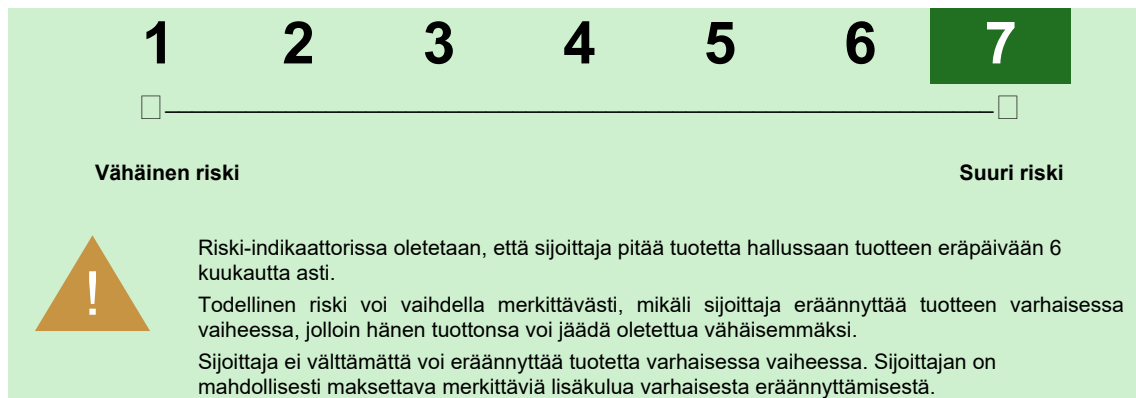 1 2 3 4 5 6 7
Vähäinen riski Suuri riski
!
Riski-indikaattorissa oletetaan, että sijoittaja pitää tuotetta hallussaan tuotteen eräpäivään 6
kuukautta asti.
Todellinen riski voi vaihdella merkittävästi, mikäli sijoittaja eräännyttää tuotteen varhaisessa
vaiheessa, jolloin hänen tuottonsa voi jäädä oletettua vähäisemmäksi.
Sijoittaja ei välttämättä voi eräännyttää tuotetta varhaisessa vaiheessa. Sijoittajan on
mahdollisesti maksettava merkittäviä lisäkulua varhaisesta eräännyttämisestä.